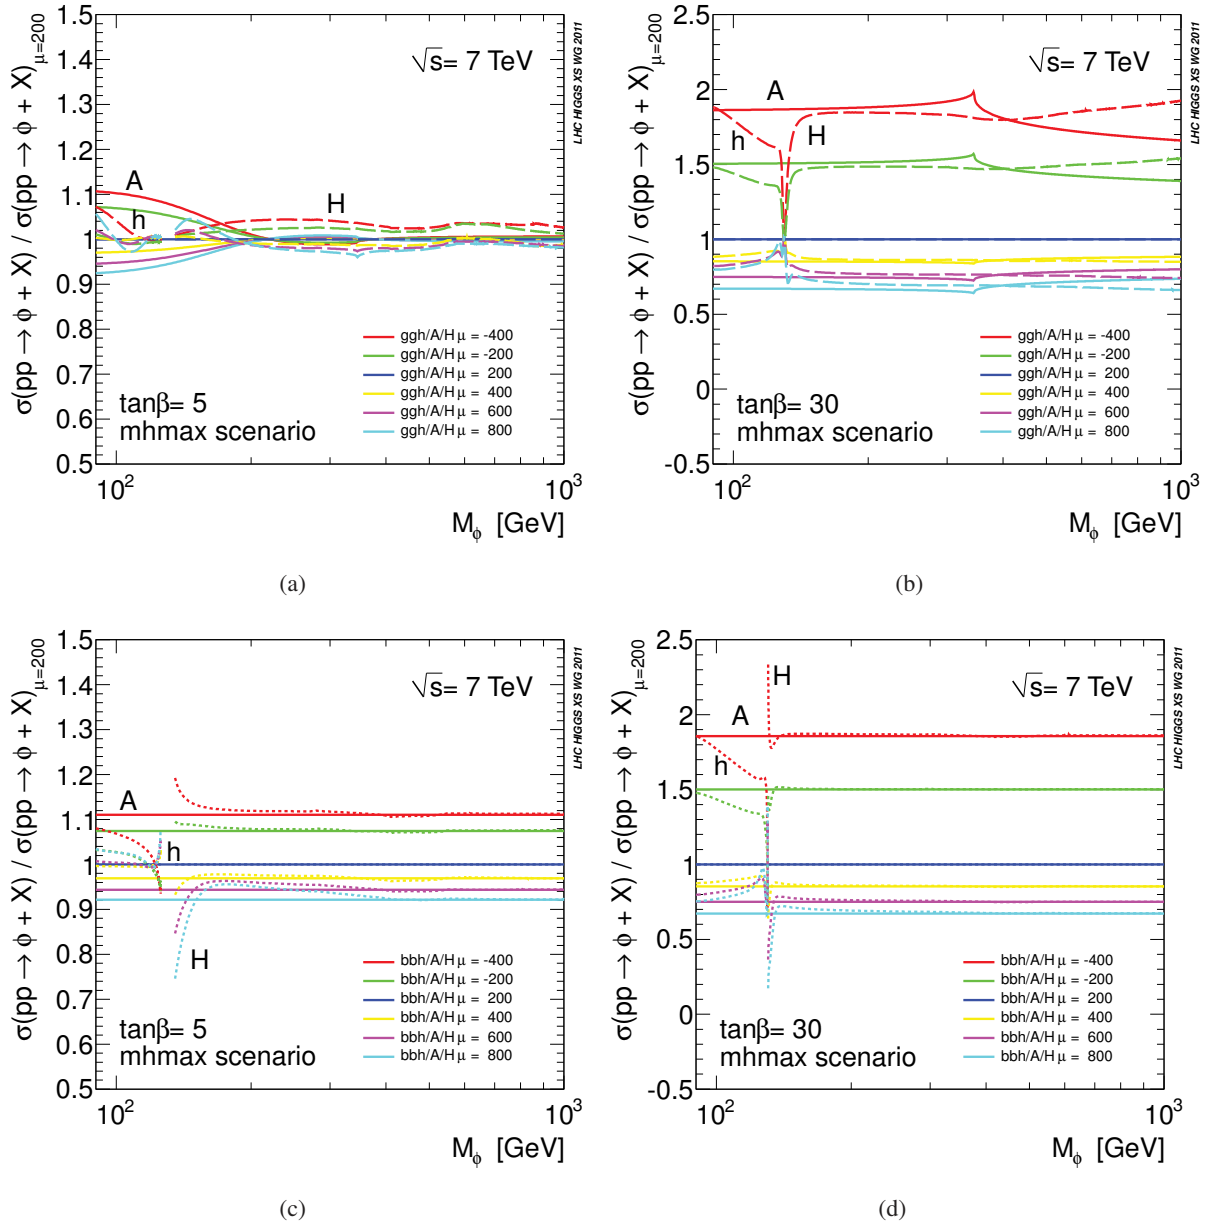 σ(pp → ϕ + X) / σ(pp → ϕ + X)μ=200
1.5
1.4
1.3
1.2
1.1
1
0.9
0.8
0.7
0.6
0.5
√s= 7 TeV
LHC HIGGS XS WG 2011
A
h
H
ggh/A/H μ = -400
ggh/A/H μ = -200
ggh/A/H μ = 200
ggh/A/H μ = 400
ggh/A/H μ = 600
ggh/A/H μ = 800
tanβ= 5
mhmax scenario
10²
10³
Mϕ [GeV]
(a)
σ(pp → ϕ + X) / σ(pp → ϕ + X)μ=200
2.5
2
1.5
1
0.5
0
-0.5
√s= 7 TeV
LHC HIGGS XS WG 2011
A
h
H
ggh/A/H μ = -400
ggh/A/H μ = -200
ggh/A/H μ = 200
ggh/A/H μ = 400
ggh/A/H μ = 600
ggh/A/H μ = 800
tanβ= 30
mhmax scenario
10²
10³
Mϕ [GeV]
(b)
σ(pp → ϕ + X) / σ(pp → ϕ + X)μ=200
1.5
1.4
1.3
1.2
1.1
1
0.9
0.8
0.7
0.6
0.5
√s= 7 TeV
LHC HIGGS XS WG 2011
A
h
H
bbh/A/H μ = -400
bbh/A/H μ = -200
bbh/A/H μ = 200
bbh/A/H μ = 400
bbh/A/H μ = 600
bbh/A/H μ = 800
tanβ= 5
mhmax scenario
10²
10³
Mϕ [GeV]
(c)
σ(pp → ϕ + X) / σ(pp → ϕ + X)μ=200
2.5
2
1.5
1
0.5
0
-0.5
√s= 7 TeV
LHC HIGGS XS WG 2011
H
A
h
bbh/A/H μ = -400
bbh/A/H μ = -200
bbh/A/H μ = 200
bbh/A/H μ = 400
bbh/A/H μ = 600
bbh/A/H μ = 800
tanβ= 30
mhmax scenario
10²
10³
Mϕ [GeV]
(d)